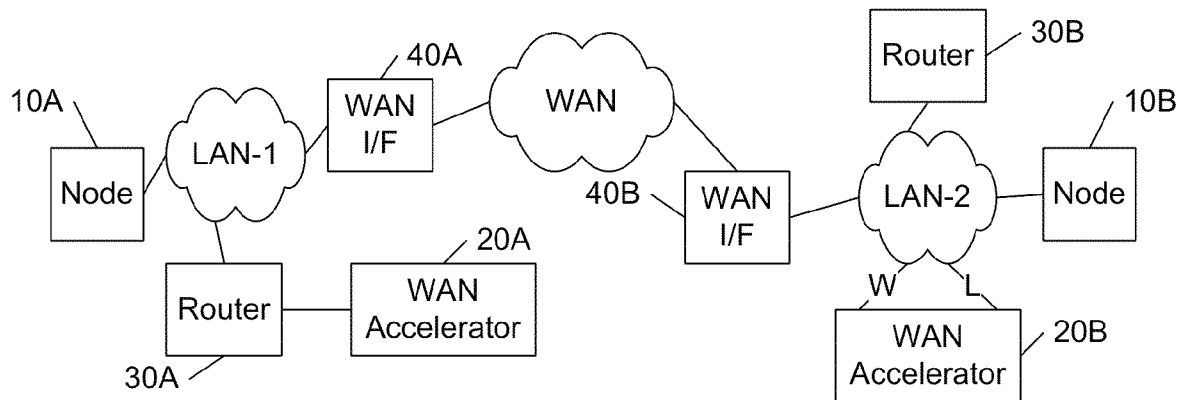 Router
30B
40A
10A
WAN
I/F
WAN
10B
LAN-1
Node
40B
WAN
I/F
LAN-2
Node
20A
Router
WAN
Accelerator
W
L
30A
WAN
Accelerator
20B